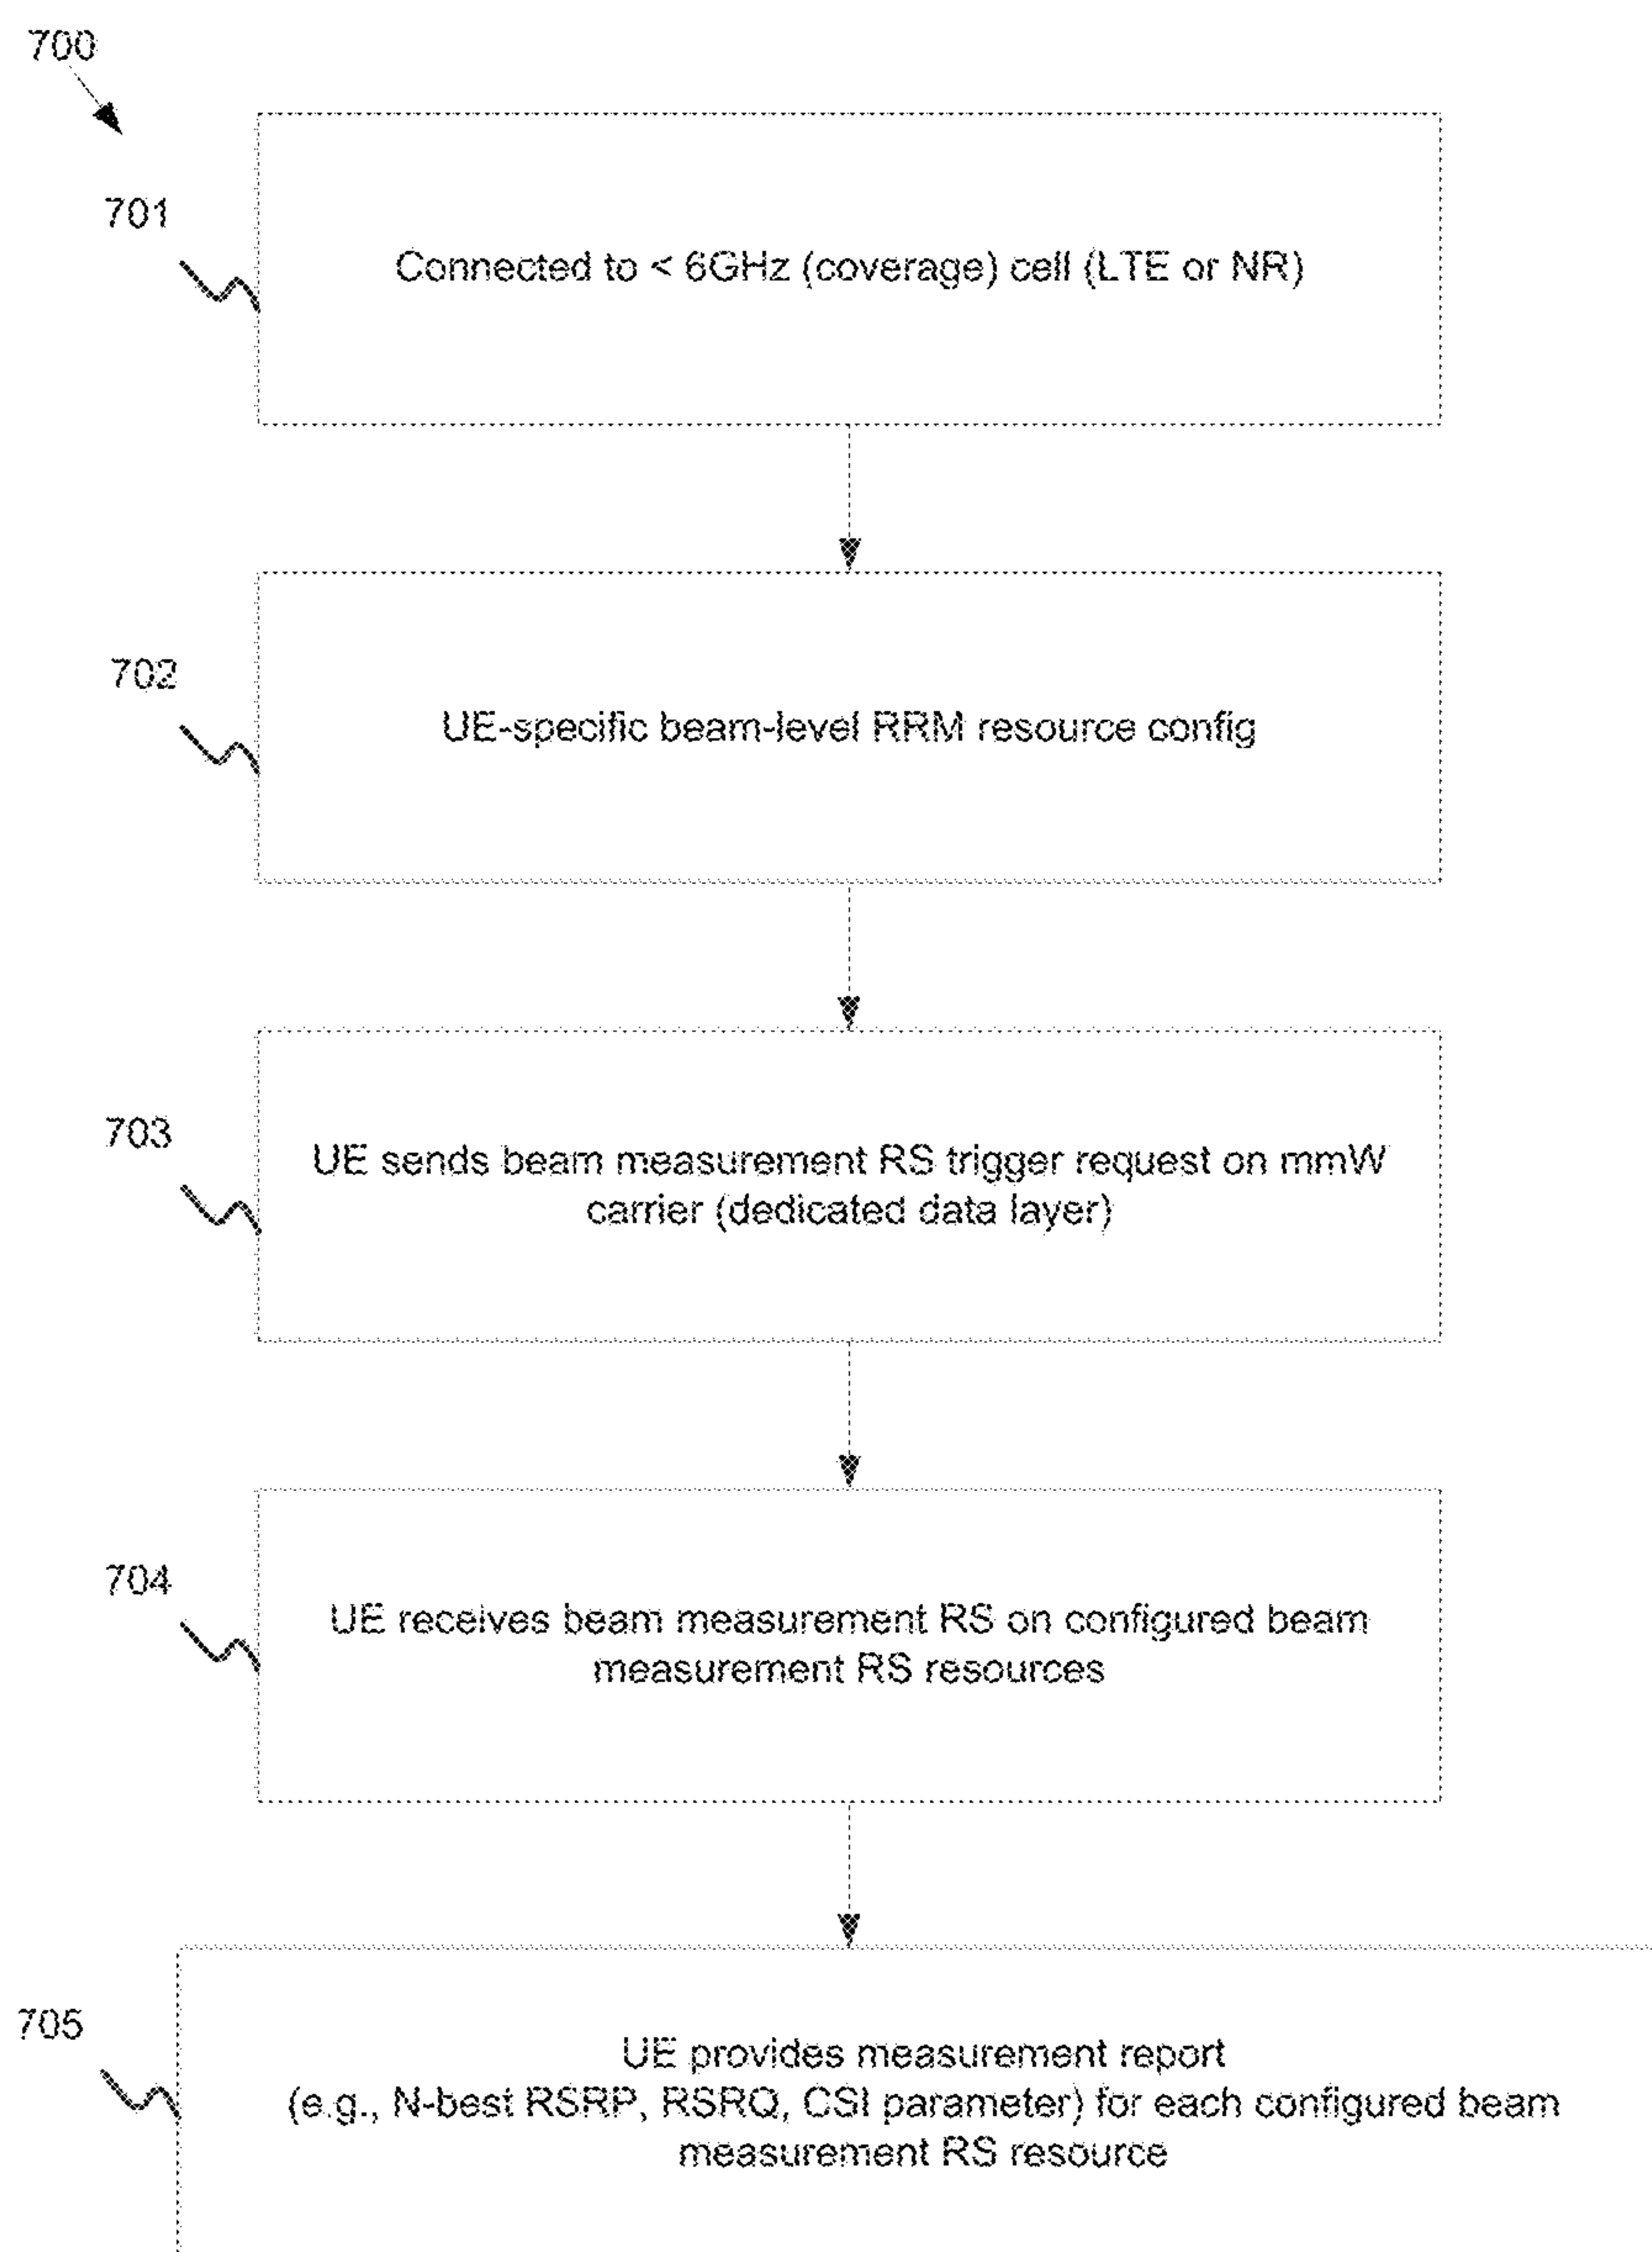 700
701
Connected to < 6GHz (coverage) cell (LTE or NR)
702
UE-specific beam-level RRM resource config
703
UE sends beam measurement RS trigger request on mmW
carrier (dedicated data layer)
704
UE receives beam measurement RS on configured beam
measurement RS resources
705
UE provides measurement report
(e.g., N-best RSRP, RSRQ, CSI parameter) for each configured beam
measurement RS resource